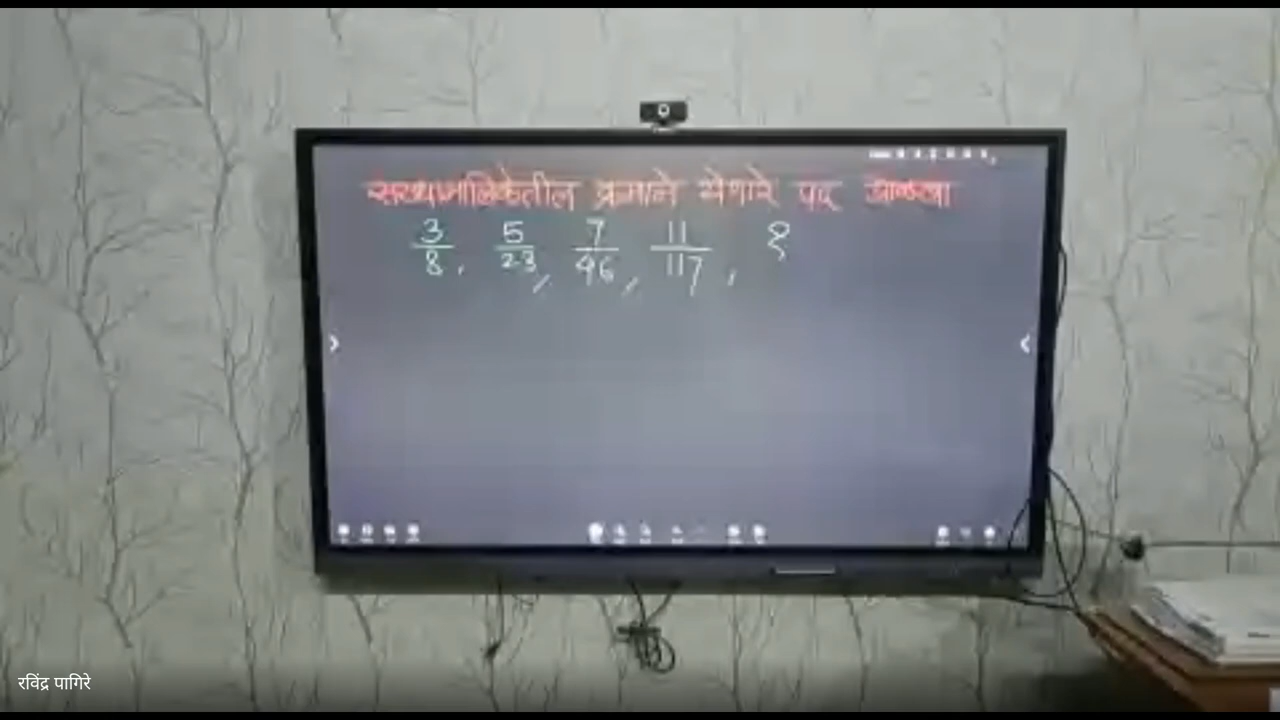 संख्यामालिकेतील क्रमाने येणारे पद ओळखा
3/8, 5/23, 7/46, 11/117, ?
रविंद्र पागिरे